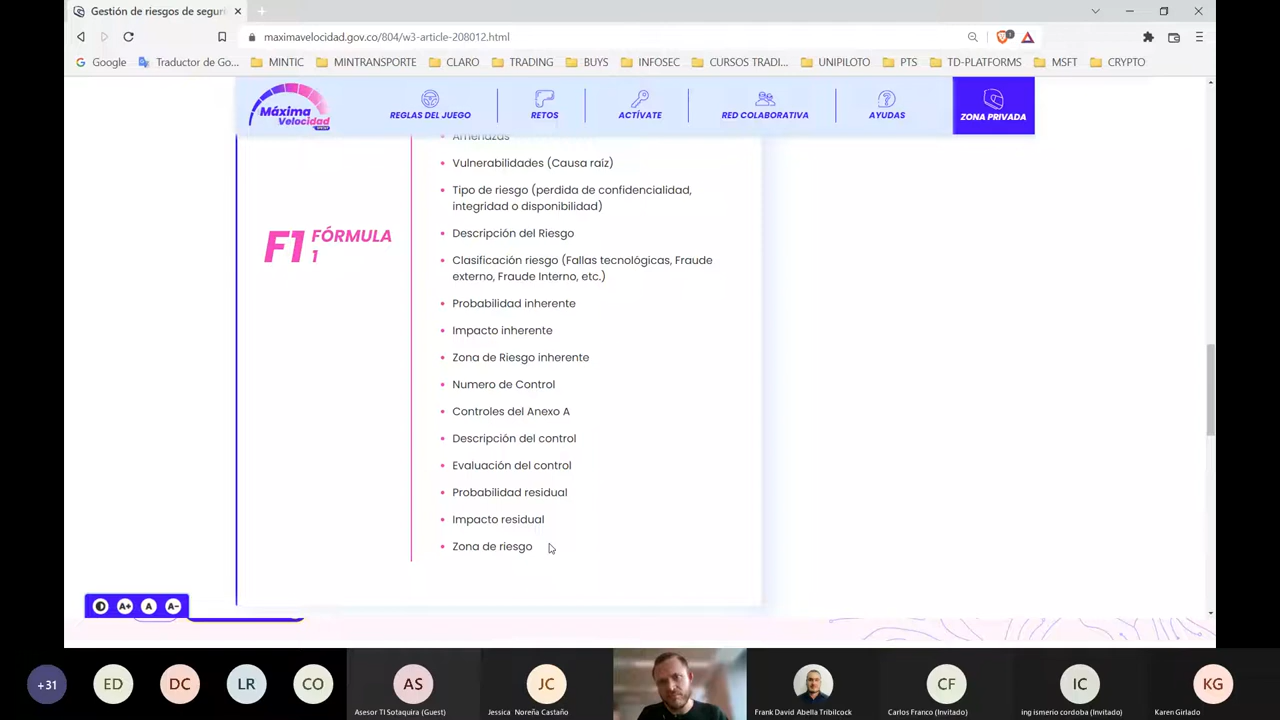 Gestión de riesgos de seguri
maximavelocidad.gov.co/804/w3-article-208012.html
1
Google
Traductor de Go...
MINTIC
MINTRANSPORTE
CLARO
TRADING
BUYS
INFOSEC
CURSOS TRADI...
UNIPILOTO
PTS
TD-PLATFORMS
MSFT
CRYPTO
Máxima
Velocidad
REGLAS DEL JUEGO
RETOS
ACTÍVATE
RED COLABORATIVA
AYUDAS
ZONA PRIVADA
Amenazas
Vulnerabilidades (Causa raíz)
Tipo de riesgo (perdida de confidencialidad,
integridad o disponibilidad)
Descripción del Riesgo
F1 FÓRMULA
1
Clasificación riesgo (Fallas tecnológicas, Fraude
externo, Fraude Interno, etc.)
Probabilidad inherente
Impacto inherente
Zona de Riesgo inherente
Numero de Control
Controles del Anexo A
Descripción del control
Evaluación del control
Probabilidad residual
Impacto residual
Zona de riesgo
A+ A A-
+31
ED
DC
LR
CO
AS
Asesor TI Sotaquira (Guest)
JC
Jessica Noreña Castaño
Frank David Abella Tribilcock
CF
Carlos Franco (Invitado)
IC
ing ismerio cordoba (Invitado)
KG
Karen Girlado